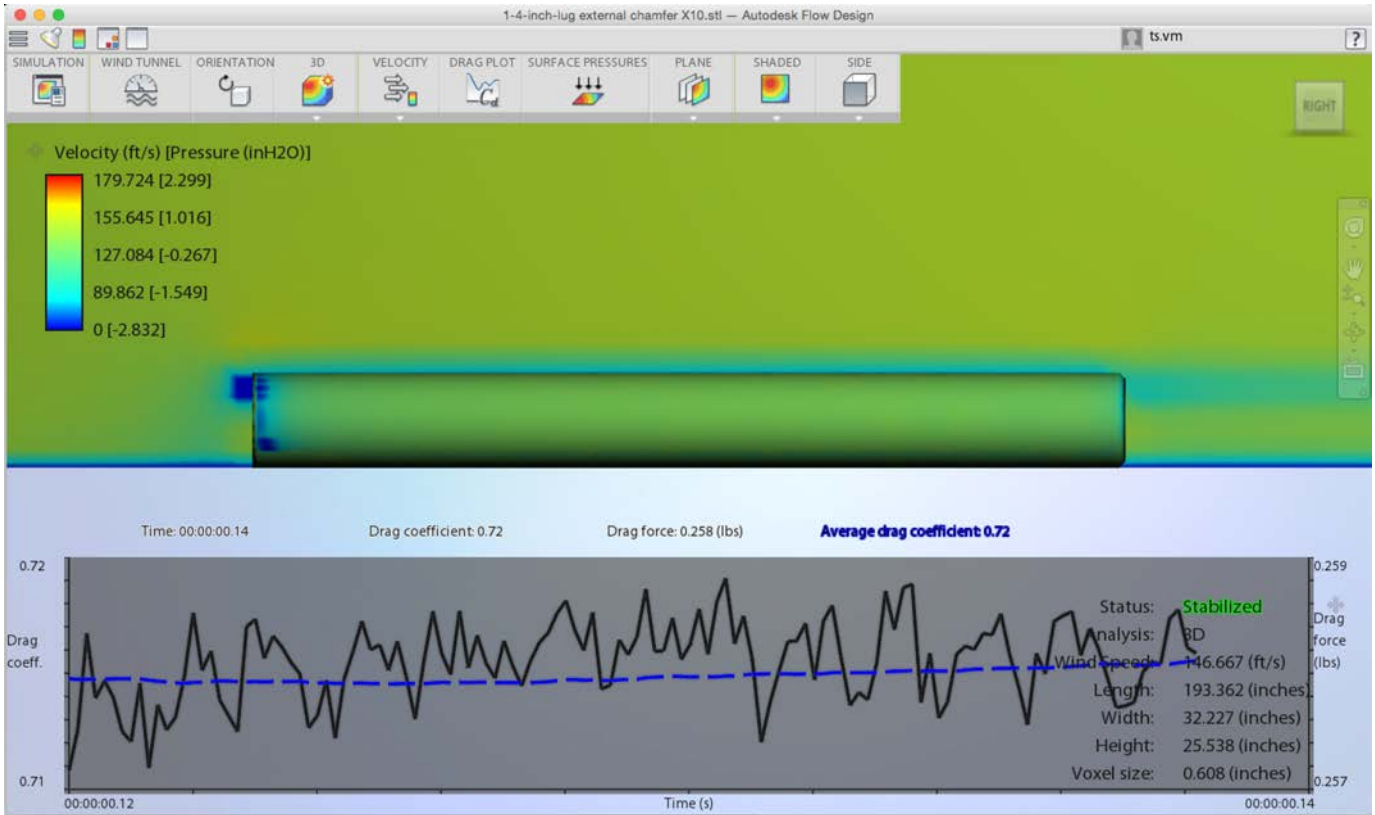 1-4-inch-lug external chamfer X10.stl — Autodesk Flow Design
ts.vm
?
SIMULATION WIND TUNNEL ORIENTATION 3D VELOCITY DRAG PLOT SURFACE PRESSURES PLANE SHADED SIDE
Cd
RIGHT
Velocity (ft/s) [Pressure (inH2O)]
179.724 [2.299]
155.645 [1.016]
127.084 [-0.267]
89.862 [-1.549]
0 [-2.832]
Time: 00:00:00.14 Drag coefficient: 0.72 Drag force: 0.258 (lbs) Average drag coefficient: 0.72
0.72
Drag
coeff.
0.71
0.259
Drag
force
(lbs)
0.257
Status: Stabilized
Analysis: 3D
Wind Speed: 146.667 (ft/s)
Length: 193.362 (inches)
Width: 32.227 (inches)
Height: 25.538 (inches)
Voxel size: 0.608 (inches)
00:00:00.12 Time (s) 00:00:00.14